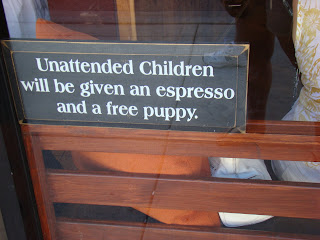 Unattended Children
will be given an espresso
and a free puppy.